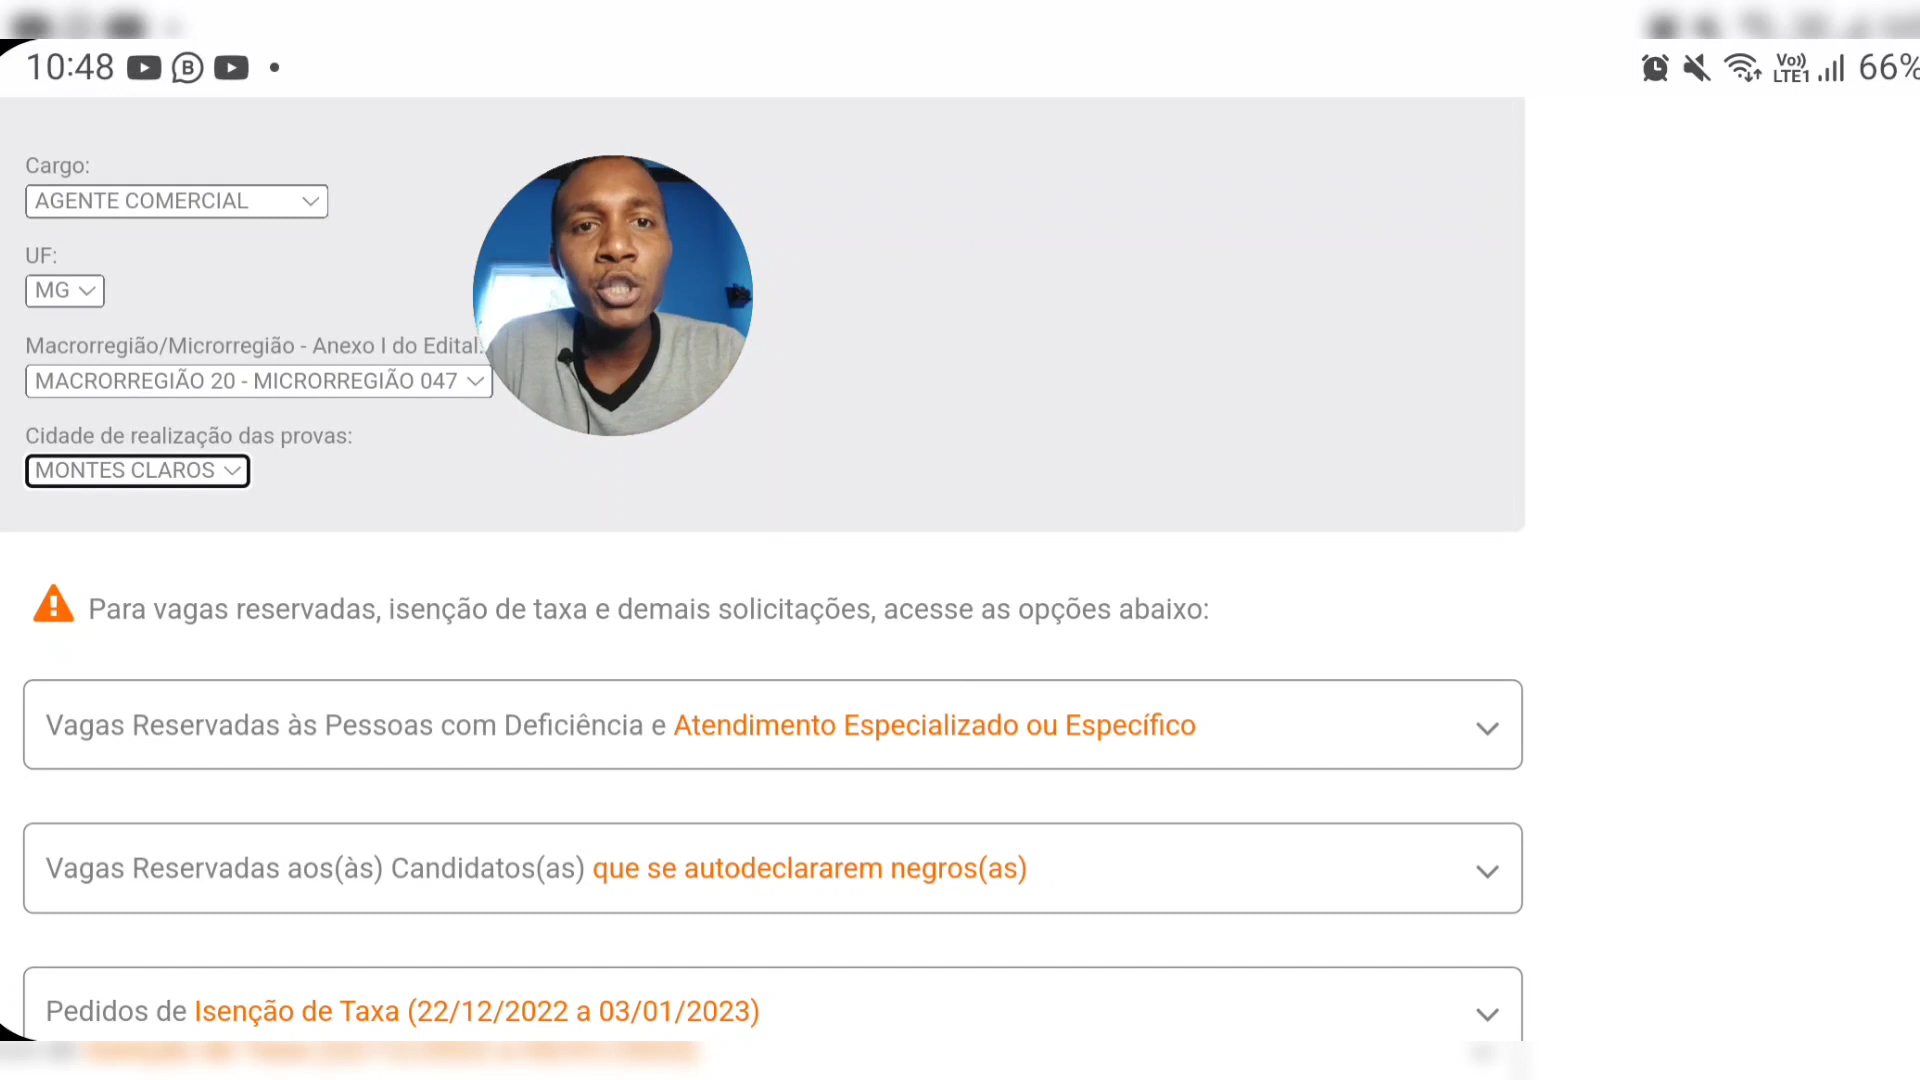 10:48
Vo))
LTE1
66%
Cargo:
AGENTE COMERCIAL
UF:
MG
Macrorregião/Microrregião - Anexo I do Edital:
MACRORREGIÃO 20 - MICRORREGIÃO 047
Cidade de realização das provas:
MONTES CLAROS
Para vagas reservadas, isenção de taxa e demais solicitações, acesse as opções abaixo:
Vagas Reservadas às Pessoas com Deficiência e Atendimento Especializado ou Específico
Vagas Reservadas aos(às) Candidatos(as) que se autodeclararem negros(as)
Pedidos de Isenção de Taxa (22/12/2022 a 03/01/2023)